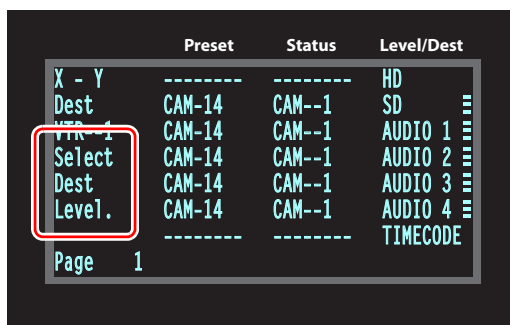 Preset Status Level/Dest
X - Y -------- -------- HD
Dest CAM-14 CAM--1 SD
VTR--1 CAM-14 CAM--1 AUDIO 1
Select CAM-14 CAM--1 AUDIO 2
Dest CAM-14 CAM--1 AUDIO 3
Level. CAM-14 CAM--1 AUDIO 4
-------- -------- TIMECODE
Page 1